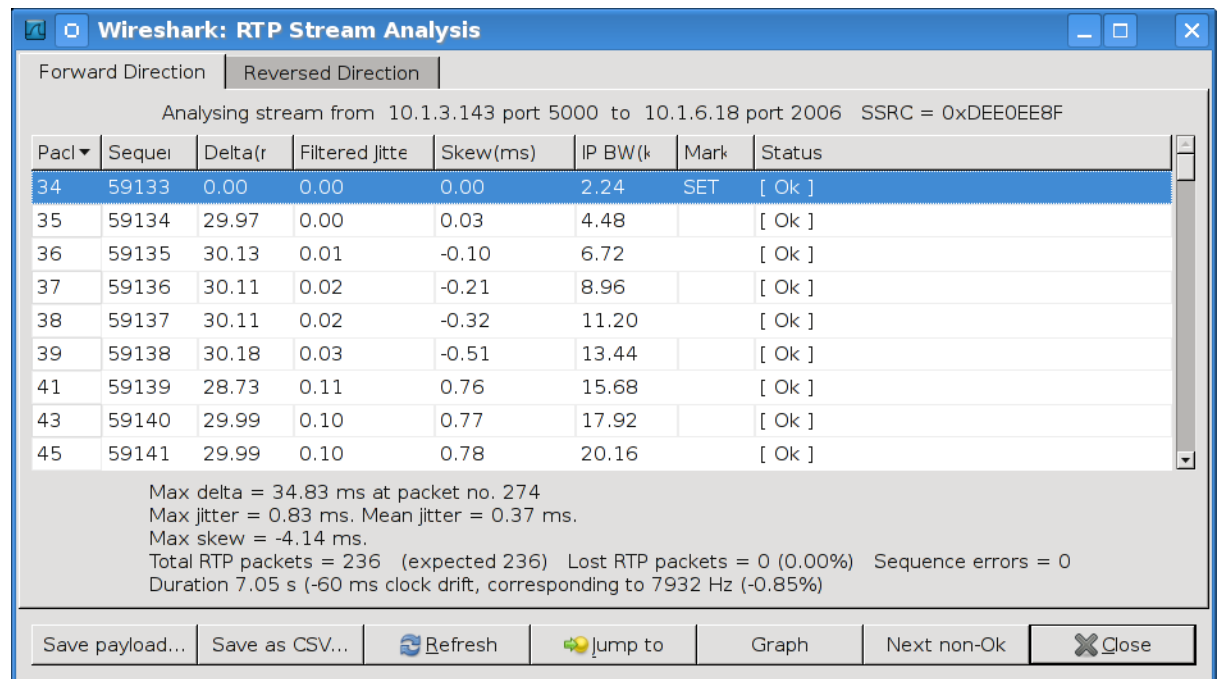 Wireshark: RTP Stream Analysis
Forward Direction Reversed Direction
Analysing stream from 10.1.3.143 port 5000 to 10.1.6.18 port 2006 SSRC = 0xDEE0EE8F
Pacl Sequer Delta(r Filtered Jitte Skew(ms) IP BW(k Mark Status
34 59133 0.00 0.00 0.00 2.24 SET [ Ok ]
35 59134 29.97 0.00 0.03 4.48 [ Ok ]
36 59135 30.13 0.01 -0.10 6.72 [ Ok ]
37 59136 30.11 0.02 -0.21 8.96 [ Ok ]
38 59137 30.11 0.02 -0.32 11.20 [ Ok ]
39 59138 30.18 0.03 -0.51 13.44 [ Ok ]
41 59139 28.73 0.11 0.76 15.68 [ Ok ]
43 59140 29.99 0.10 0.77 17.92 [ Ok ]
45 59141 29.99 0.10 0.78 20.16 [ Ok ]
Max delta = 34.83 ms at packet no. 274
Max jitter = 0.83 ms. Mean jitter = 0.37 ms.
Max skew = -4.14 ms.
Total RTP packets = 236 (expected 236) Lost RTP packets = 0 (0.00%) Sequence errors = 0
Duration 7.05 s (-60 ms clock drift, corresponding to 7932 Hz (-0.85%)
Save payload... Save as CSV... Refresh Jump to Graph Next non-Ok Close